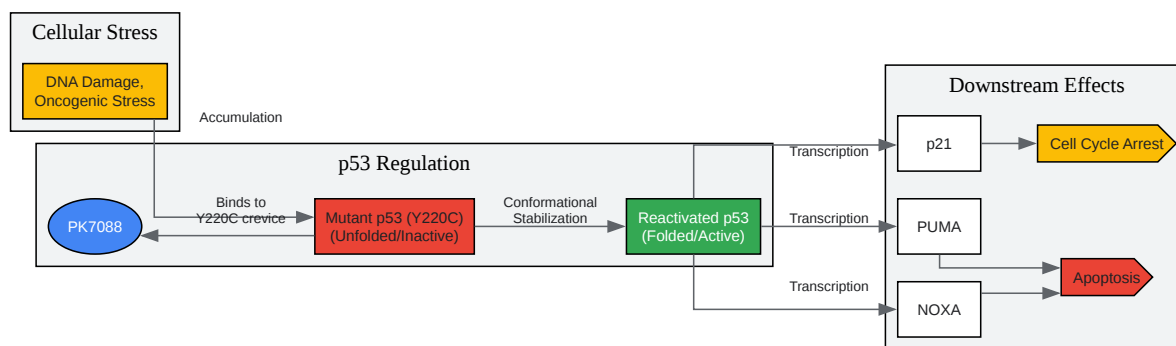 Cellular Stress
DNA Damage,
Oncogenic Stress
Accumulation
p53 Regulation
PK7088
Binds to
Y220C crevice
Mutant p53 (Y220C)
(Unfolded/Inactive)
Conformational
Stabilization
Reactivated p53
(Folded/Active)
Transcription
Transcription
Transcription
Downstream Effects
p21
Cell Cycle Arrest
PUMA
Apoptosis
NOXA